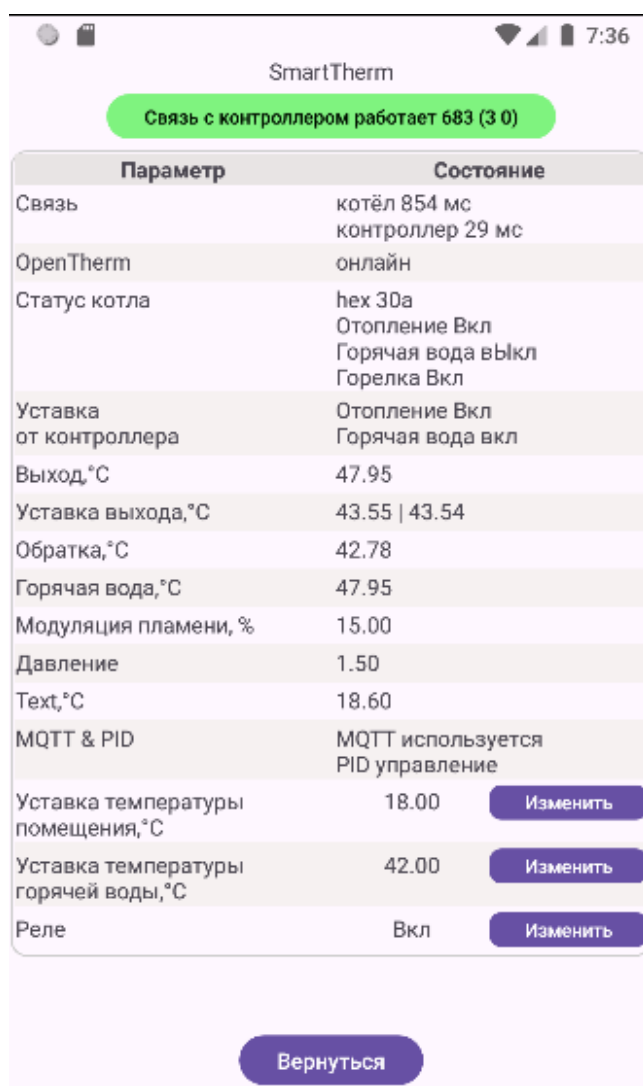 7:36
SmartTherm
Связь с контроллером работает 683 (3 0)
Параметр Состояние
Связь котёл 854 мс
контроллер 29 мс
OpenTherm онлайн
Статус котла hex 30a
Отопление Вкл
Горячая вода вЫкл
Горелка Вкл
Уставка Отопление Вкл
от контроллера Горячая вода вкл
Выход,°C 47.95
Уставка выхода,°C 43.55 | 43.54
Обратка,°C 42.78
Горячая вода,°C 47.95
Модуляция пламени, % 15.00
Давление 1.50
Text,°C 18.60
MQTT & PID MQTT используется
PID управление
Уставка температуры 18.00 Изменить
помещения,°C
Уставка температуры 42.00 Изменить
горячей воды,°C
Реле Вкл Изменить
Вернуться